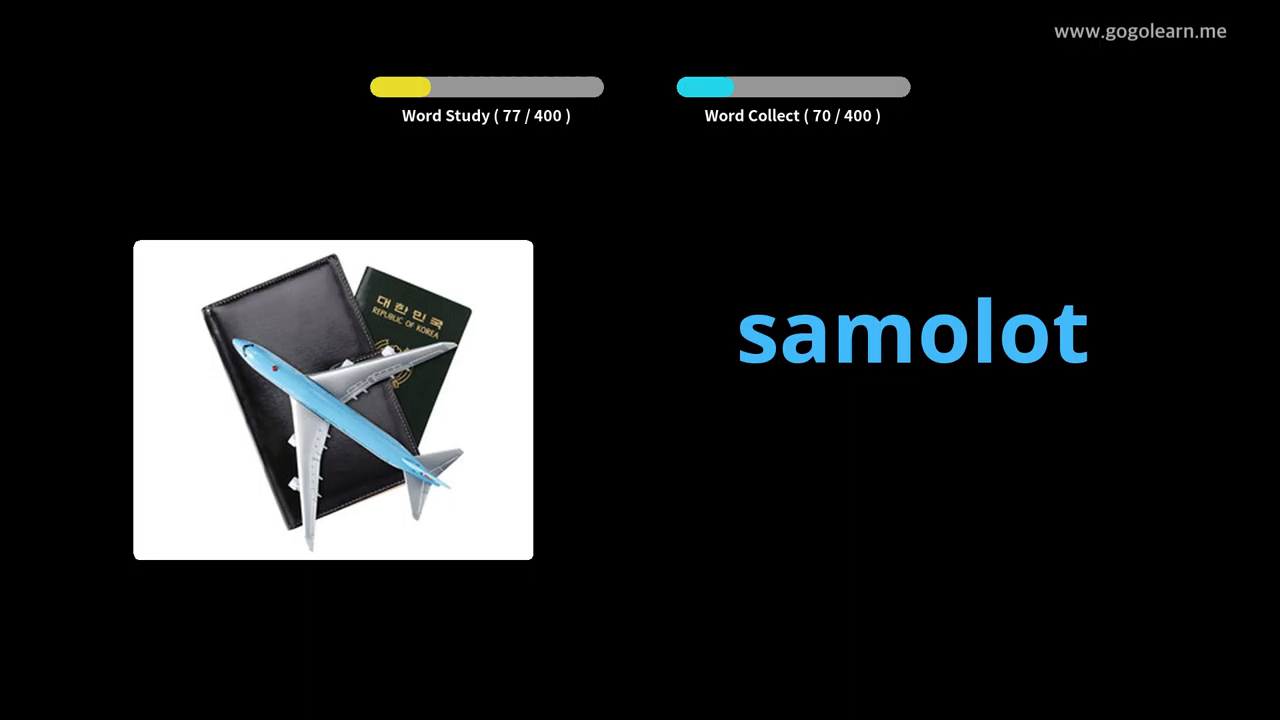 www.gogolearn.me
Word Study ( 77 / 400 )
Word Collect ( 70 / 400 )
대한민국
REPUBLIC OF KOREA
samolot